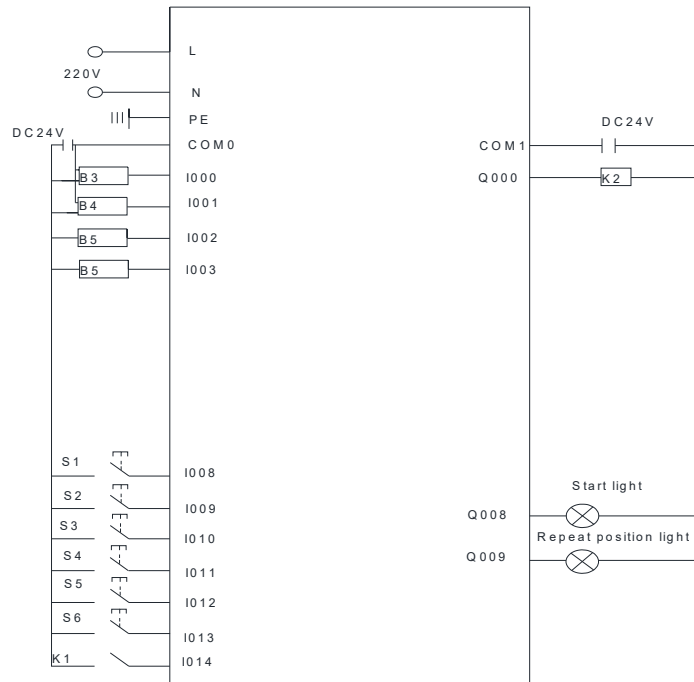 L
220V
N
PE
DC24V
COM0
B3
I000
B4
I001
B5
I002
B5
I003
S1
I008
S2
I009
S3
I010
S4
I011
S5
I012
S6
I013
K1
I014
DC24V
COM1
Q000
K2
Start light
Q008
Repeat position light
Q009